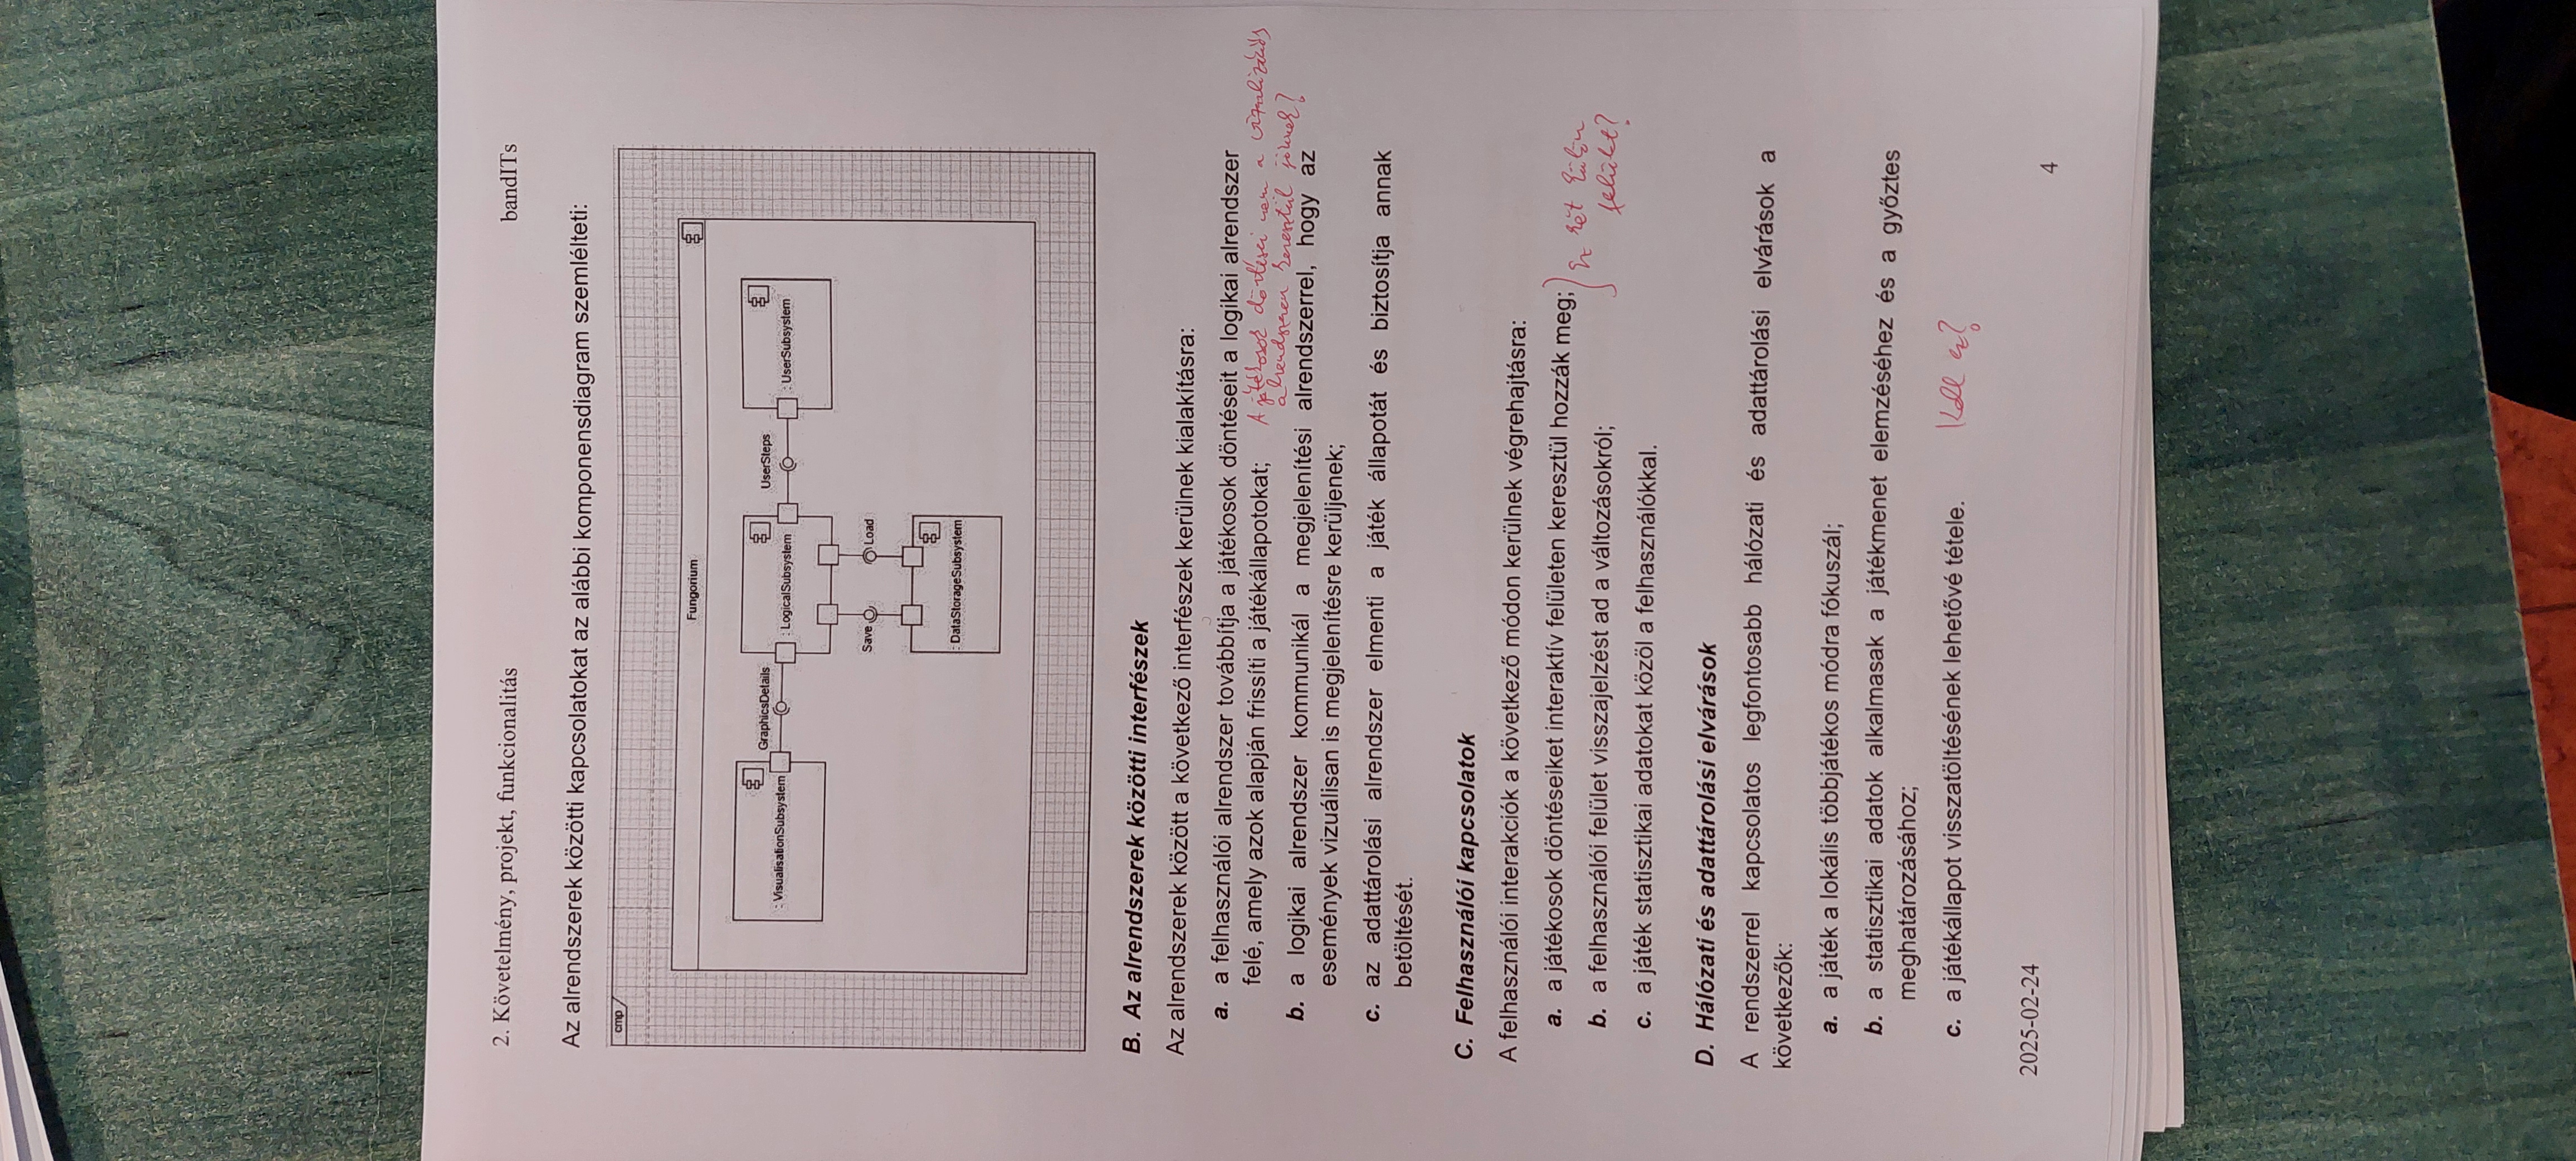 2. Követelmény, projekt, funkcionalitás
bandITs
Az alrendszerek közötti kapcsolatokat az alábbi komponensdiagram szemlélteti:
cmp
Fungorium
: VisualisationSubsystem
GraphicsDetails
: LogicalSubsystem
UserSteps
: UserSubsystem
Save
Load
: DataStorageSubsystem
B. Az alrendszerek közötti interfészek
Az alrendszerek között a következő interfészek kerülnek kialakításra:
a. a felhasználói alrendszer továbbítja a játékosok döntéseit a logikai alrendszer
felé, amely azok alapján frissíti a játékállapotokat;
A játékosok döntései nem a vizualizációs
alrendszeren keresztül jönnek?
b. a logikai alrendszer kommunikál a megjelenítési alrendszerrel, hogy az
események vizuálisan is megjelenítésre kerüljenek;
c. az adattárolási alrendszer elmenti a játék állapotát és biztosítja annak
betöltését.
C. Felhasználói kapcsolatok
A felhasználói interakciók a következő módon kerülnek végrehajtásra:
a. a játékosok döntéseiket interaktív felületen keresztül hozzák meg;
Ez két külön
felület?
b. a felhasználói felület visszajelzést ad a változásokról;
c. a játék statisztikai adatokat közöl a felhasználókkal.
D. Hálózati és adattárolási elvárások
A rendszerrel kapcsolatos legfontosabb hálózati és adattárolási elvárások a
következők:
a. a játék a lokális többjátékos módra fókuszál;
b. a statisztikai adatok alkalmasak a játékmenet elemzéséhez és a győztes
meghatározásához;
c. a játékállapot visszatöltésének lehetővé tétele.
Kell ez?
2025-02-24
4